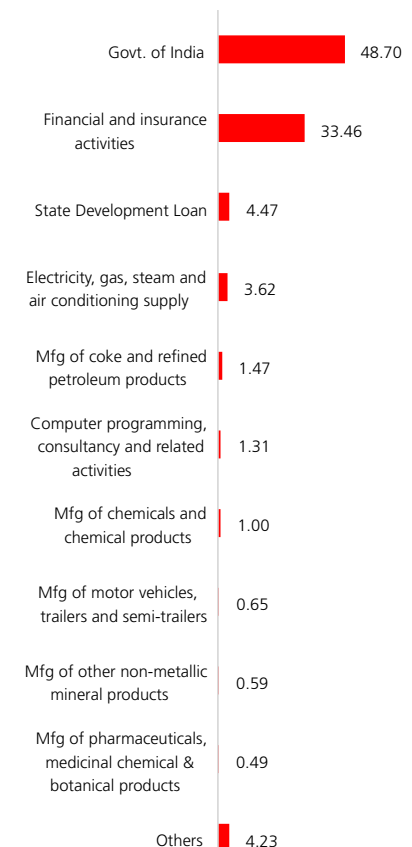 Govt. of India 48.70
Financial and insurance
activities
33.46
State Development Loan 4.47
Electricity, gas, steam and
air conditioning supply
3.62
Mfg of coke and refined
petroleum products
1.47
Computer programming,
consultancy and related
activities
1.31
Mfg of chemicals and
chemical products
1.00
Mfg of motor vehicles,
trailers and semi-trailers
0.65
Mfg of other non-metallic
mineral products
0.59
Mfg of pharmaceuticals,
medicinal chemical &
botanical products
0.49
Others 4.23